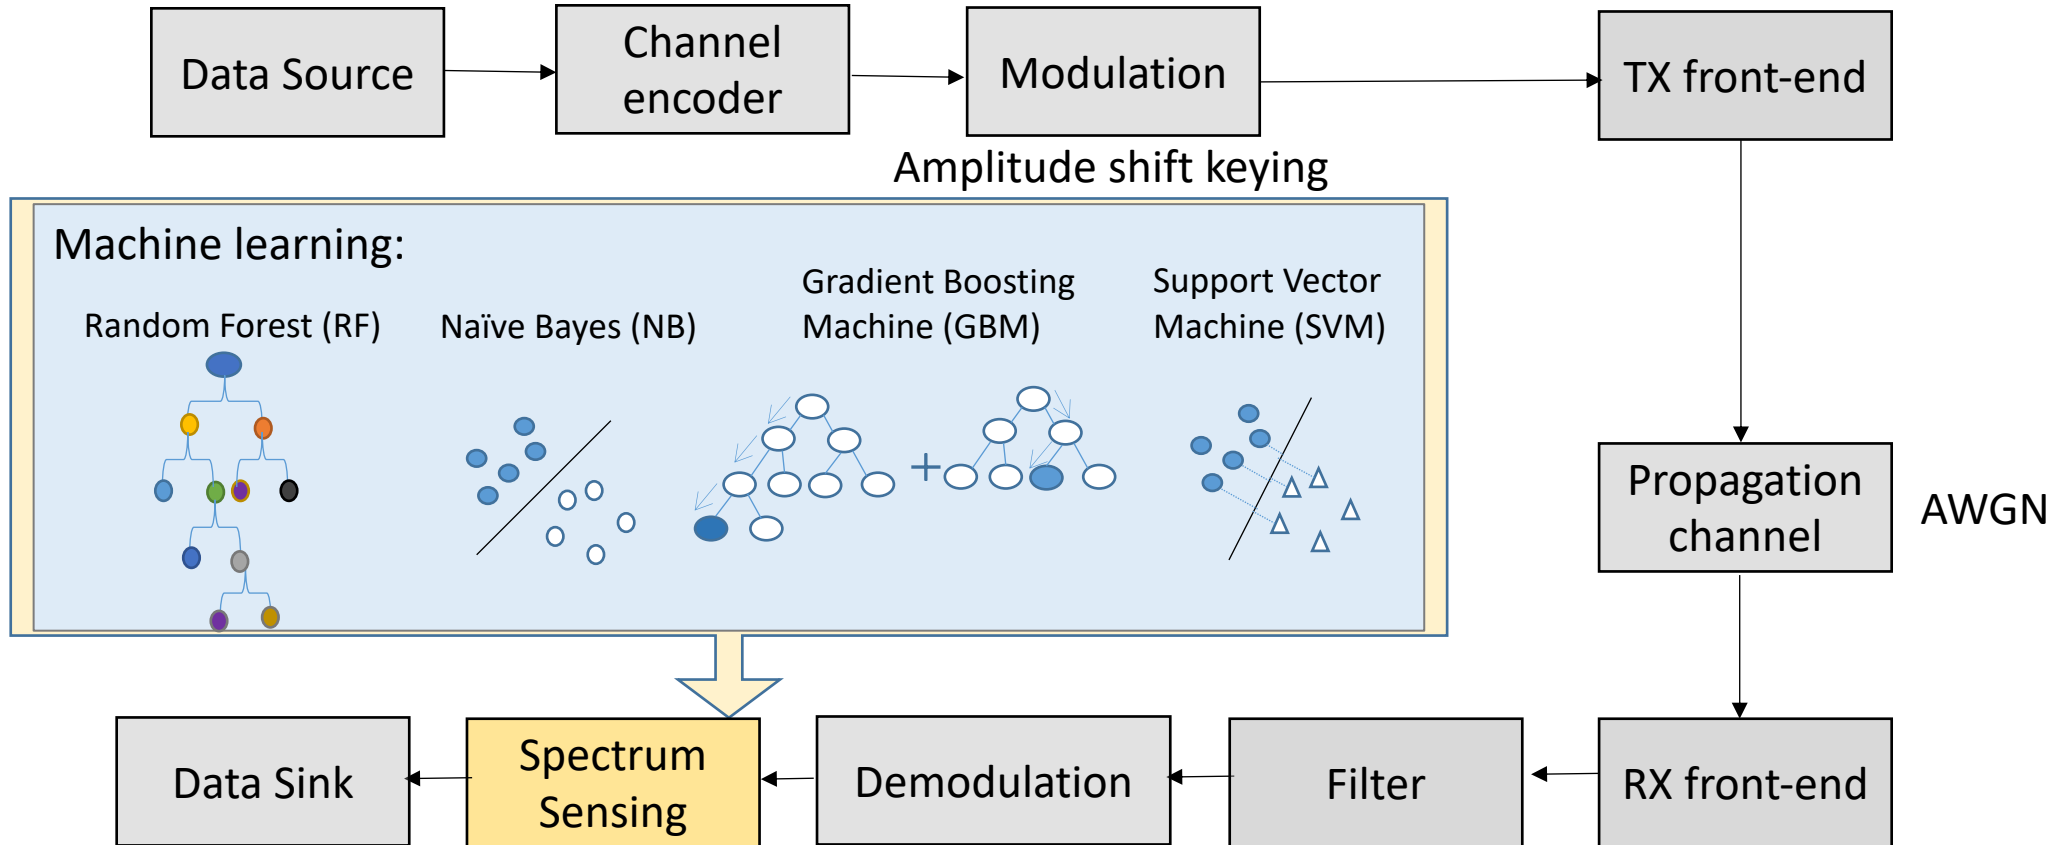 Data Source
Channel
encoder
Modulation
TX front-end
Amplitude shift keying
Machine learning:
Random Forest (RF)
Naïve Bayes (NB)
Gradient Boosting
Machine (GBM)
Support Vector
Machine (SVM)
+
Propagation
channel
AWGN
Data Sink
Spectrum
Sensing
Demodulation
Filter
RX front-end